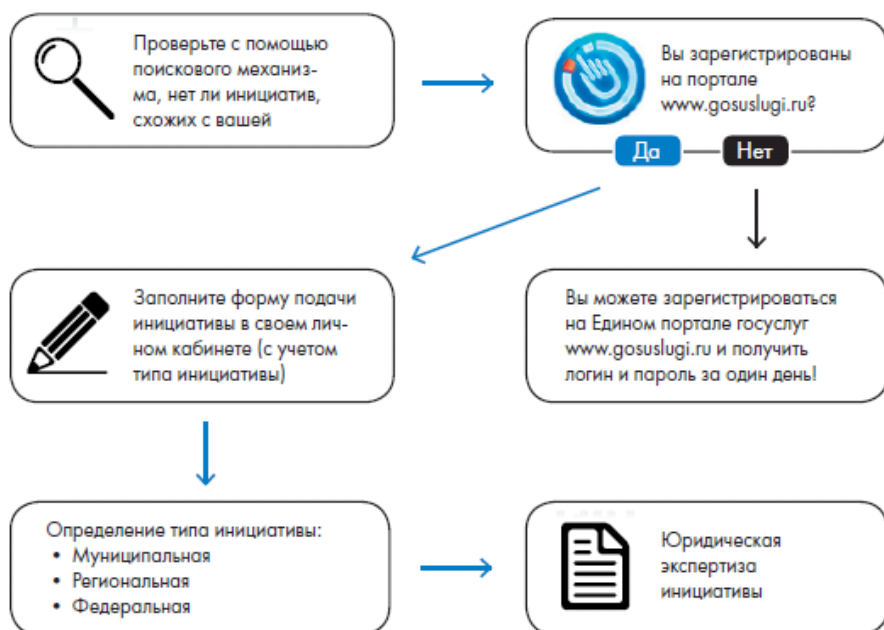 Проверьте с помощью
поискового механиз-
ма, нет ли инициатив,
схожих с вашей
Вы зарегистрированы
на портале
www.gosuslugi.ru?
Да
Нет
Заполните форму подачи
инициативы в своем лич-
ном кабинете (с учетом
типа инициативы)
Вы можете зарегистрироваться
на Едином портале госуслуг
www.gosuslugi.ru и получить
логин и пароль за один день!
Определение типа инициативы:
• Муниципальная
• Региональная
• Федеральная
Юридическая
экспертиза
инициативы